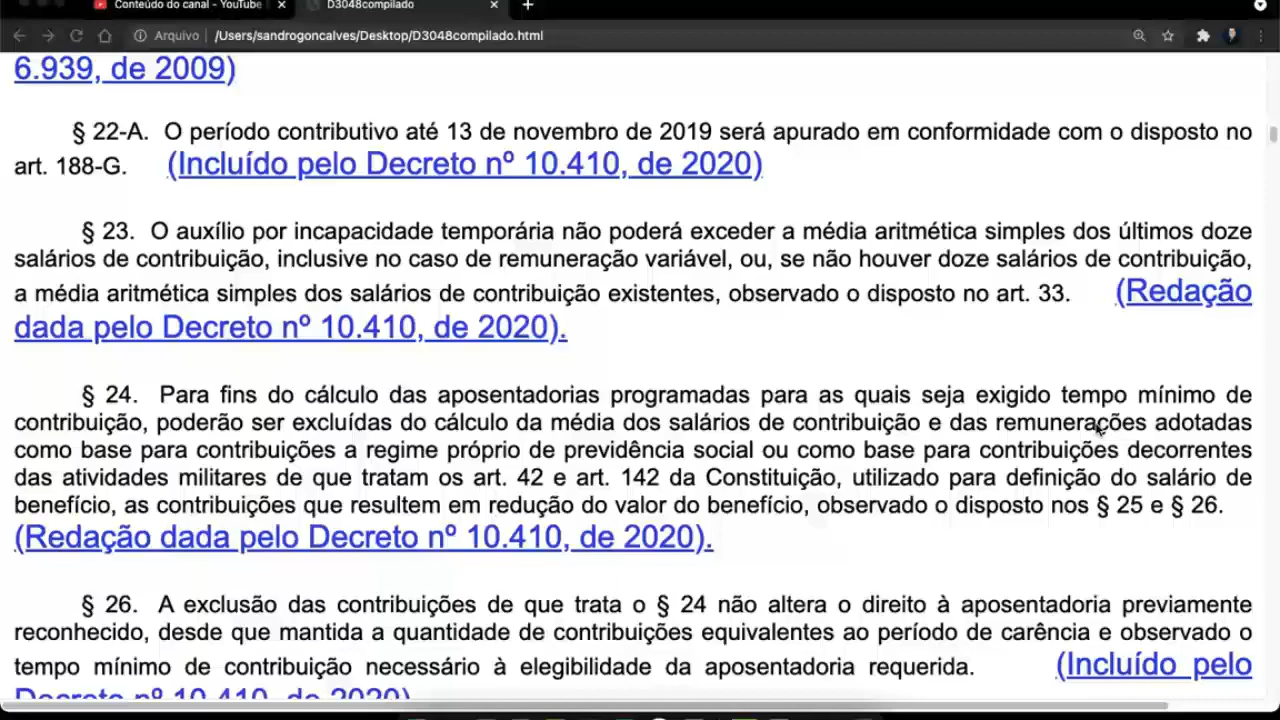 Conteúdo do canal - YouTube
D3048compilado
Arquivo | /Users/sandrogoncalves/Desktop/D3048compilado.html
6.939, de 2009)
§ 22-A. O período contributivo até 13 de novembro de 2019 será apurado em conformidade com o disposto no
art. 188-G. (Incluído pelo Decreto nº 10.410, de 2020)
§ 23. O auxílio por incapacidade temporária não poderá exceder a média aritmética simples dos últimos doze
salários de contribuição, inclusive no caso de remuneração variável, ou, se não houver doze salários de contribuição,
a média aritmética simples dos salários de contribuição existentes, observado o disposto no art. 33. (Redação
dada pelo Decreto nº 10.410, de 2020).
§ 24. Para fins do cálculo das aposentadorias programadas para as quais seja exigido tempo mínimo de
contribuição, poderão ser excluídas do cálculo da média dos salários de contribuição e das remunerações adotadas
como base para contribuições a regime próprio de previdência social ou como base para contribuições decorrentes
das atividades militares de que tratam os art. 42 e art. 142 da Constituição, utilizado para definição do salário de
benefício, as contribuições que resultem em redução do valor do benefício, observado o disposto nos § 25 e § 26.
(Redação dada pelo Decreto nº 10.410, de 2020).
§ 26. A exclusão das contribuições de que trata o § 24 não altera o direito à aposentadoria previamente
reconhecido, desde que mantida a quantidade de contribuições equivalentes ao período de carência e observado o
tempo mínimo de contribuição necessário à elegibilidade da aposentadoria requerida. (Incluído pelo
Decreto nº 10.410, de 2020)